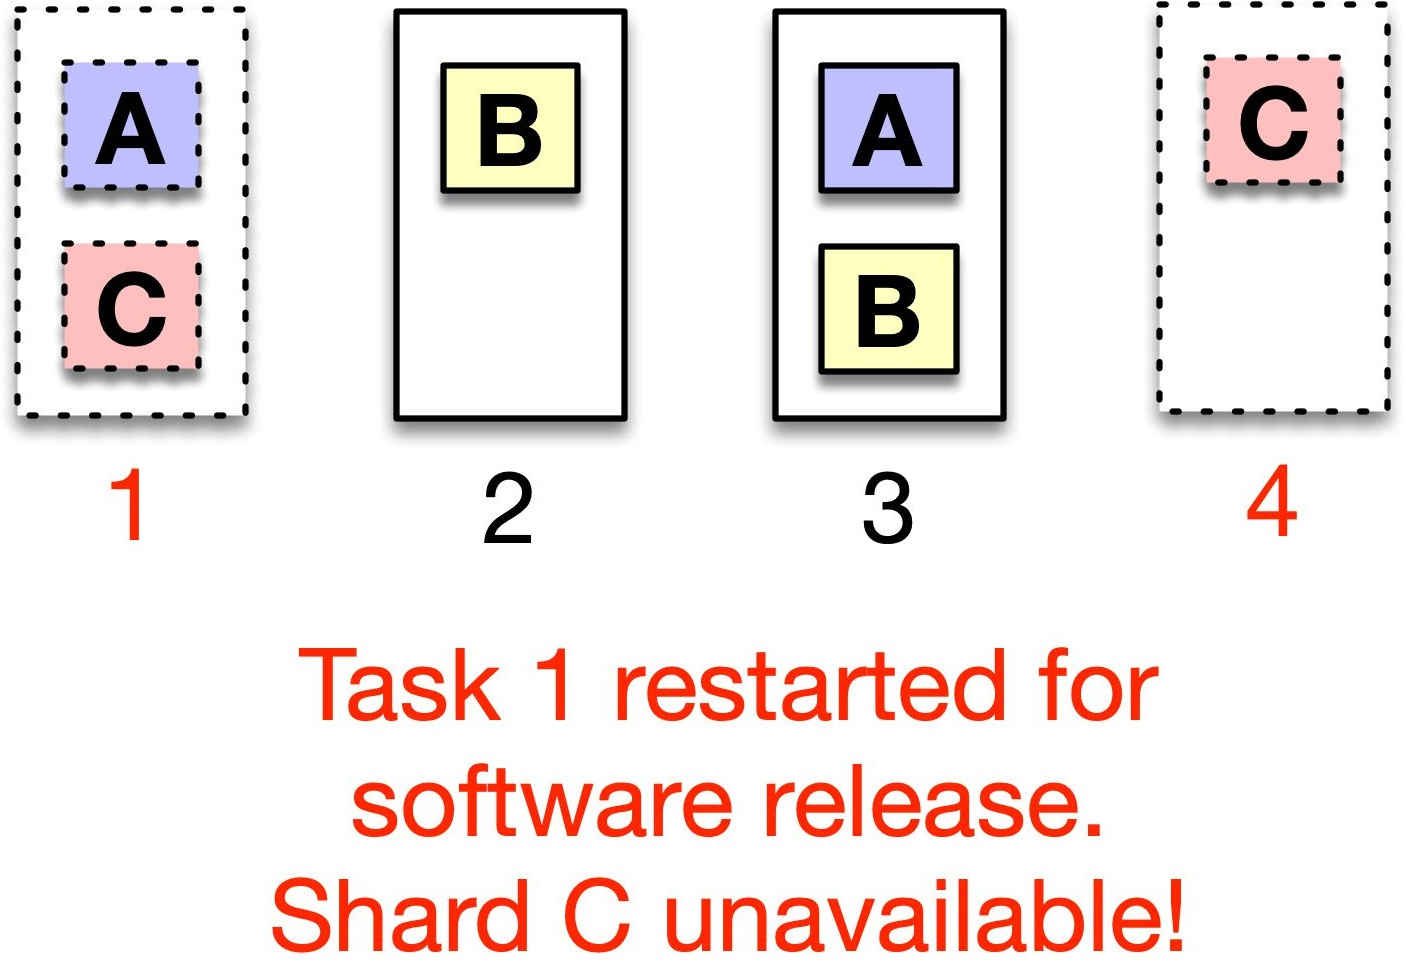 A B A C
C B
1 2 3 4
Task 1 restarted for
software release.
Shard C unavailable!